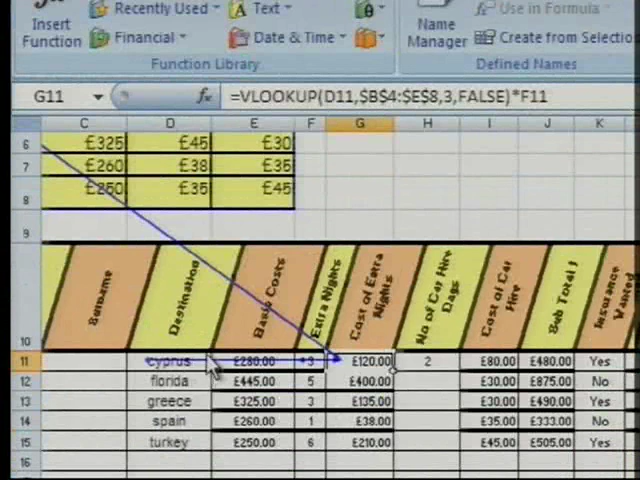 Insert Function
Recently Used
Text
Use in Formula
Financial
Date & Time
Name Manager
Create from Selectio
Function Library
Defined Names
G11
fx
=VLOOKUP(D11,$B$4:$E$8,3,FALSE)*F11
C D E F G H I J K
6 £325 £45 £30
7 £260 £38 £35
8 £250 £35 £45
9
10 Surname Destination Basic Costs Extra Nights Cost of Extra Nights No of Car Hire Days Cost of Car Hire Sub Total 1 Insurance Wanted
11 cyprus £280.00 3 £120.00 2 £80.00 £480.00 Yes
12 florida £445.00 5 £400.00 £30.00 £875.00 No
13 greece £325.00 3 £135.00 £30.00 £490.00 Yes
14 spain £260.00 1 £38.00 £35.00 £333.00 No
15 turkey £250.00 6 £210.00 £45.00 £505.00 Yes
16